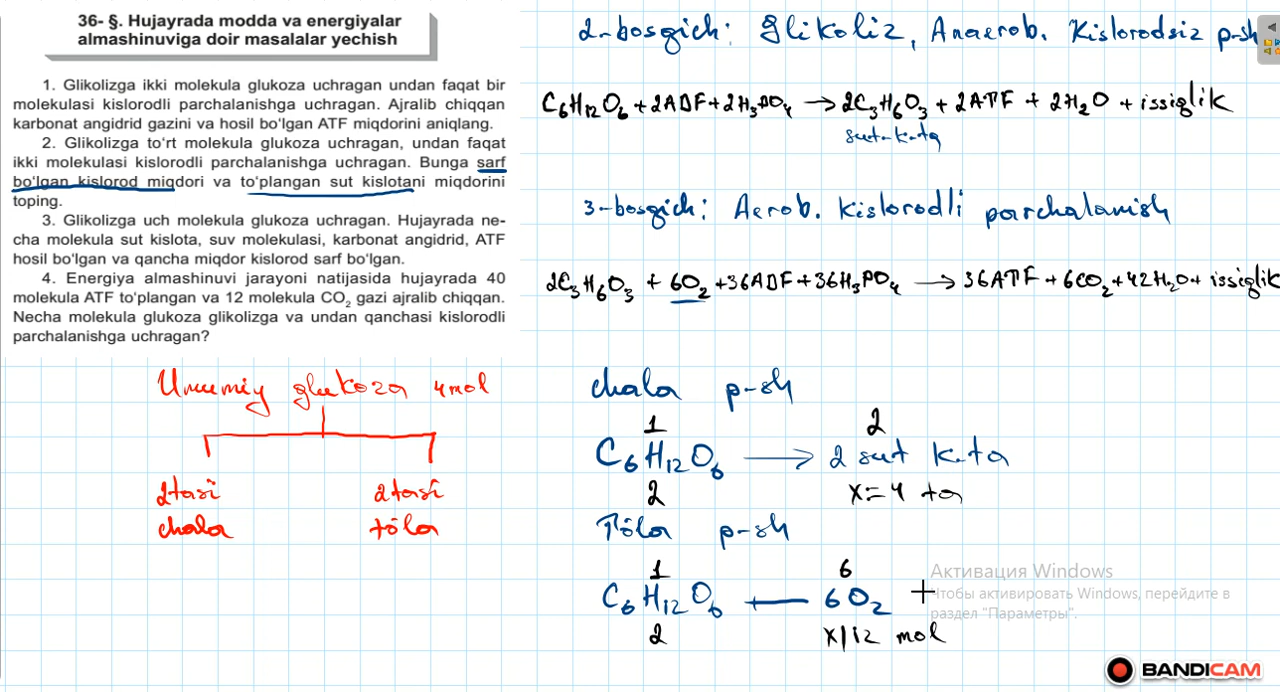 36- §. Hujayrada modda va energiyalar
almashinuviga doir masalalar yechish
1. Glikolizga ikki molekula glukoza uchragan undan faqat bir
molekulasi kislorodli parchalanishga uchragan. Ajralib chiqqan
karbonat angidrid gazini va hosil bo‘lgan ATF miqdorini aniqlang.
2. Glikolizga to‘rt molekula glukoza uchragan, undan faqat
ikki molekulasi kislorodli parchalanishga uchragan. Bunga sarf
bo‘lgan kislorod miqdori va to‘plangan sut kislotani miqdorini
toping.
3. Glikolizga uch molekula glukoza uchragan. Hujayrada ne-
cha molekula sut kislota, suv molekulasi, karbonat angidrid, ATF
hosil bo‘lgan va qancha miqdor kislorod sarf bo‘lgan.
4. Energiya almashinuvi jarayoni natijasida hujayrada 40
molekula ATF to‘plangan va 12 molekula CO₂ gazi ajralib chiqqan.
Necha molekula glukoza glikolizga va undan qanchasi kislorodli
parchalanishga uchragan?
2-bosqich: Glikoliz, Anaerob. Kislorodsiz p-sh
C₆H₁₂O₆ + 2ADF + 2H₃PO₄ → 2C₃H₆O₃ + 2ATF + 2H₂O + issiqlik
sut k-ta
3-bosqich: Aerob. Kislorodli parchalanish
2C₃H₆O₃ + 6O₂ + 36ADF + 36H₃PO₄ → 36ATF + 6CO₂ + 42H₂O + issiqlik
Umumiy glukoza 4 mol
2tasi 2tasi
chala to‘la
chala p-sh
1 2
C₆H₁₂O₆ → 2 sut k-ta
2 x=4 ta
To‘la p-sh
1 6
C₆H₁₂O₆ ← 6O₂
2 x/12 mol
Активация Windows
Чтобы активировать Windows, перейдите в
раздел "Параметры".
BANDICAM